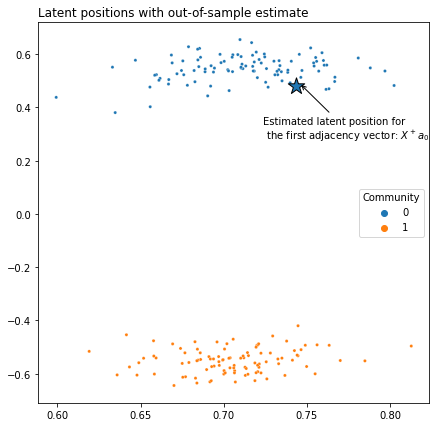 Latent positions with out-of-sample estimate
0.6
0.4
Estimated latent position for
the first adjacency vector: X⁺a₀
0.2
Community
0
1
0.0
−0.2
−0.4
−0.6
0.60 0.65 0.70 0.75 0.80